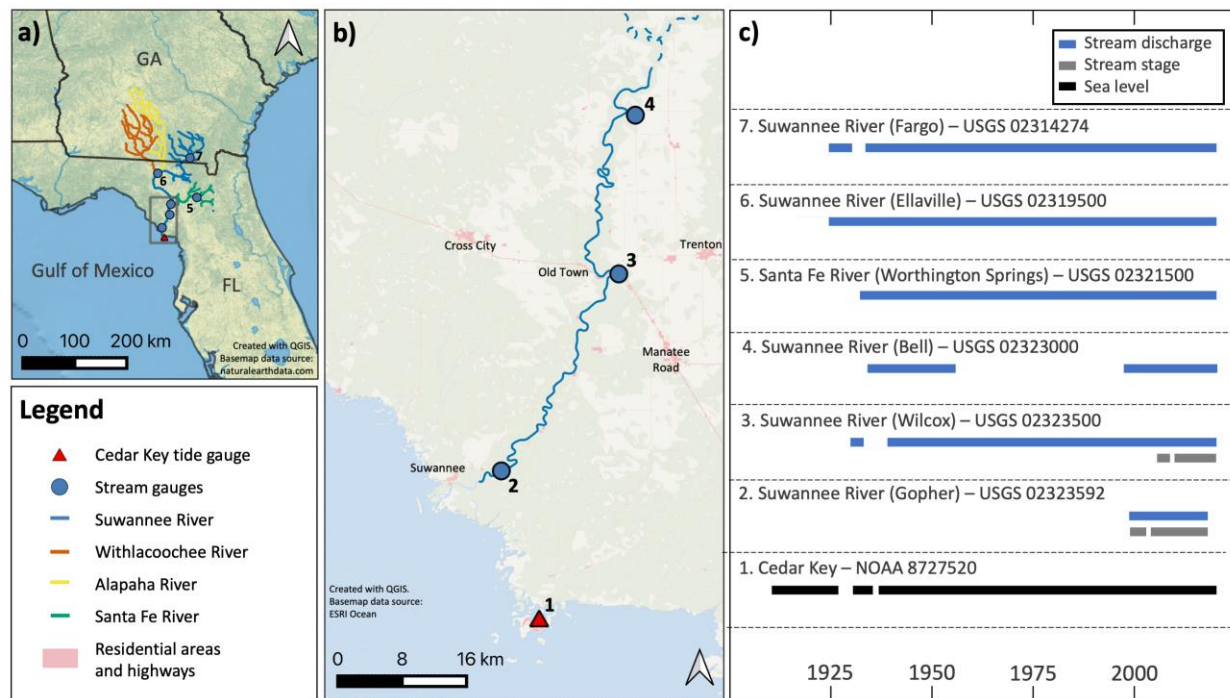 a)
GA
7
6
5
Gulf of Mexico
FL
0 100 200 km
Created with QGIS.
Basemap data source:
naturalearthdata.com
Legend
Cedar Key tide gauge
Stream gauges
Suwannee River
Withlacoochee River
Alapaha River
Santa Fe River
Residential areas
and highways
b)
4
Cross City
Trenton
Old Town
3
Manatee
Road
Suwannee
2
Created with QGIS.
Basemap data source:
ESRI Ocean
1
0 8 16 km
c)
Stream discharge
Stream stage
Sea level
7. Suwannee River (Fargo) – USGS 02314274
6. Suwannee River (Ellaville) – USGS 02319500
5. Santa Fe River (Worthington Springs) – USGS 02321500
4. Suwannee River (Bell) – USGS 02323000
3. Suwannee River (Wilcox) – USGS 02323500
2. Suwannee River (Gopher) – USGS 02323592
1. Cedar Key – NOAA 8727520
1925 1950 1975 2000